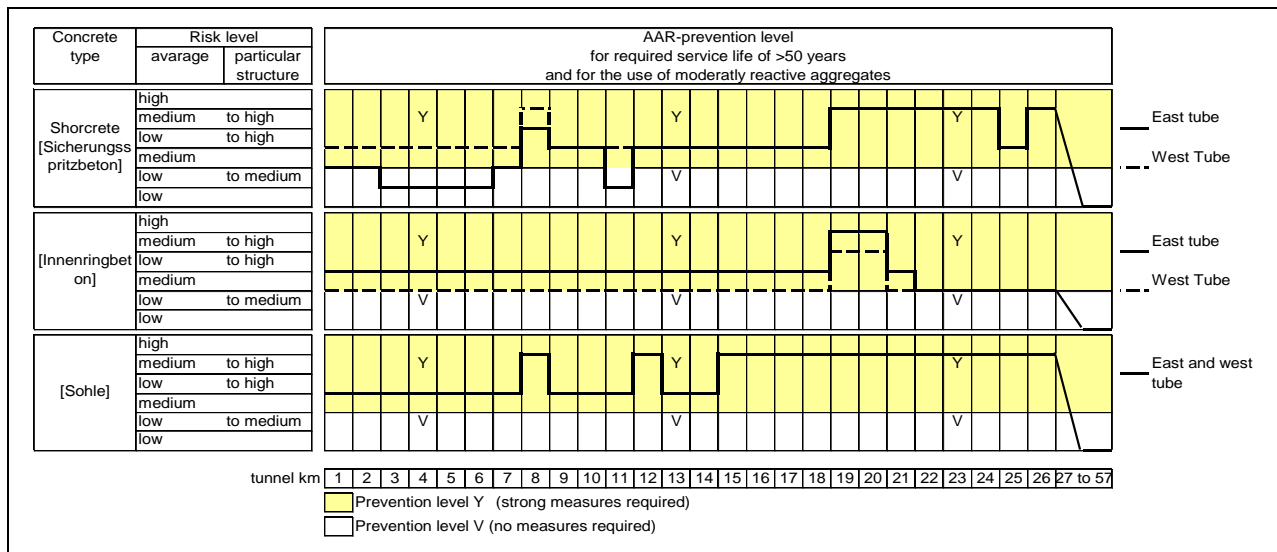 Concrete type
Risk level
avarage
particular structure
AAR-prevention level
for required service life of >50 years
and for the use of moderatly reactive aggregates
Shorcrete
[Sicherungss
pritzbeton]
high
medium to high
low to high
medium
low to medium
low
Y Y Y
V V
East tube
West Tube
[Innenringbet
on]
high
medium to high
low to high
medium
low to medium
low
Y Y Y
V V V
East tube
West Tube
[Sohle]
high
medium to high
low to high
medium
low to medium
low
Y Y Y
V V V
East and west
tube
tunnel km 1 2 3 4 5 6 7 8 9 10 11 12 13 14 15 16 17 18 19 20 21 22 23 24 25 26 27 to 57
Prevention level Y (strong measures required)
Prevention level V (no measures required)